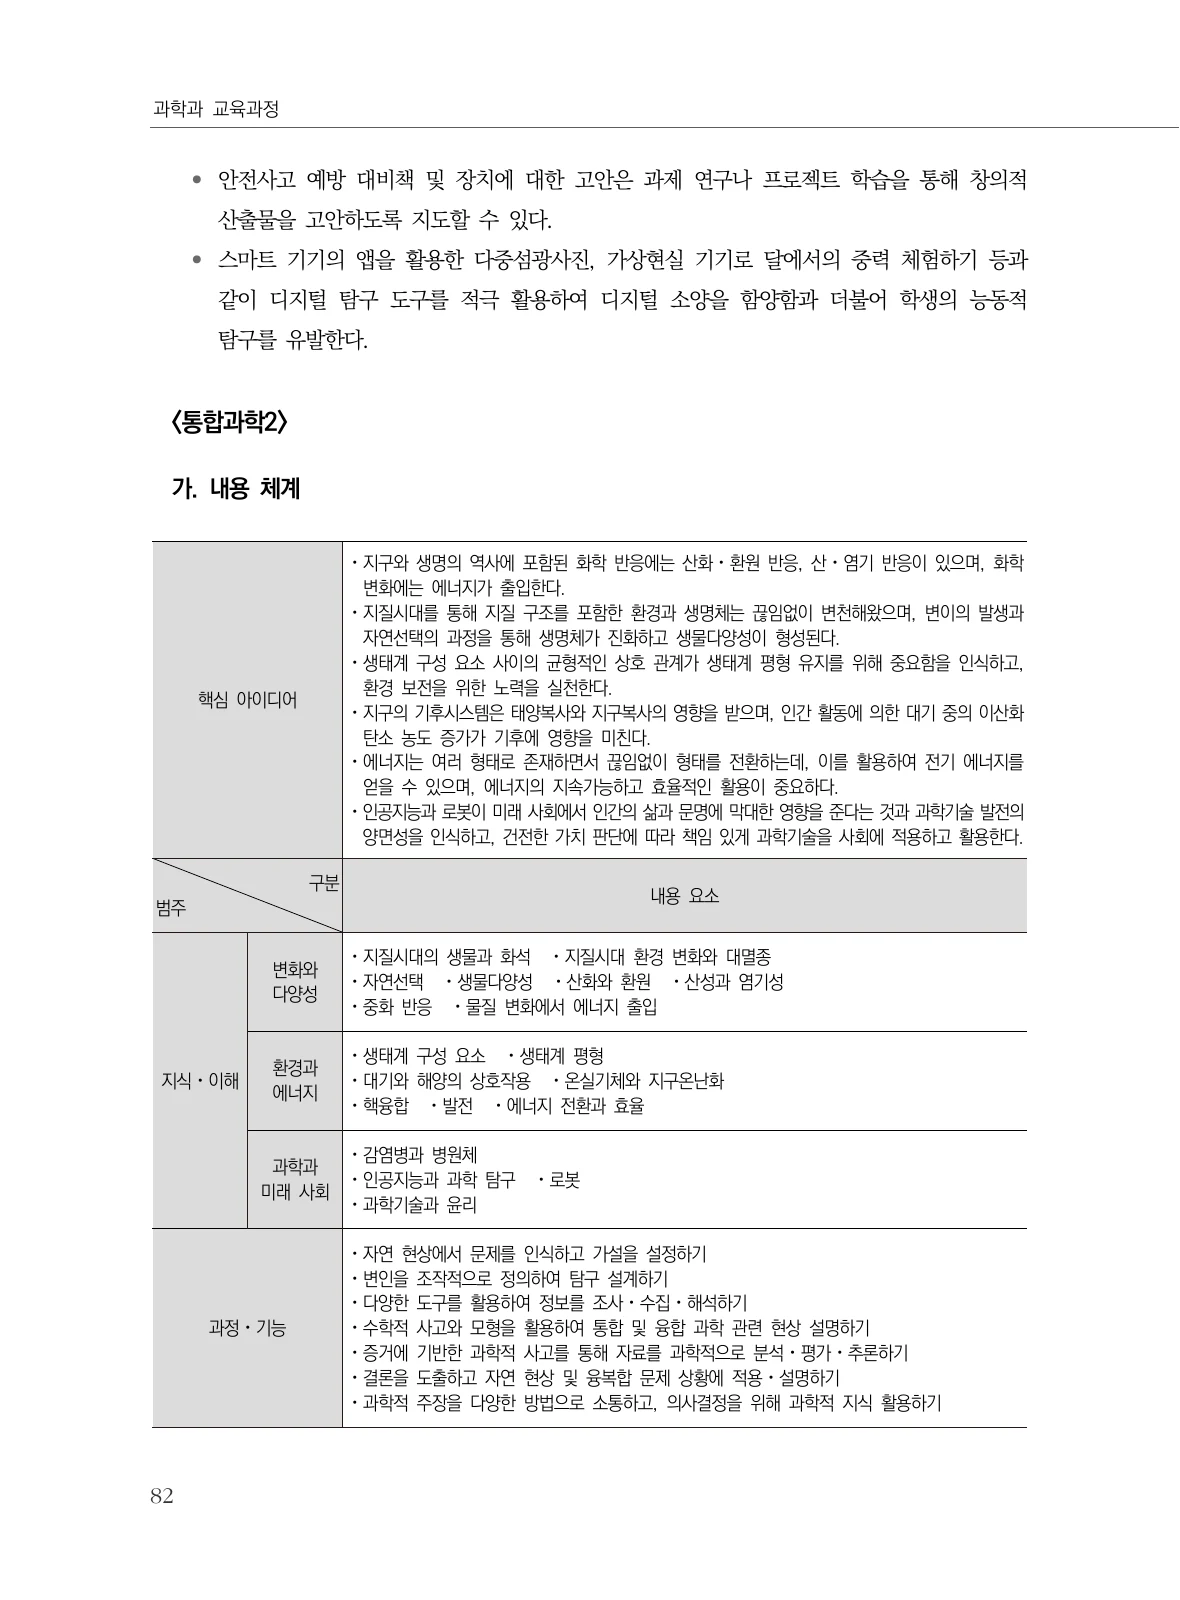 과학과 교육과정
• 안전사고 예방 대비책 및 장치에 대한 고안은 과제 연구나 프로젝트 학습을 통해 창의적
산출물을 고안하도록 지도할 수 있다.
• 스마트 기기의 앱을 활용한 다중섬광사진, 가상현실 기기로 달에서의 중력 체험하기 등과
같이 디지털 탐구 도구를 적극 활용하여 디지털 소양을 함양함과 더불어 학생의 능동적
탐구를 유발한다.
<통합과학2>
가. 내용 체계
핵심 아이디어
・지구와 생명의 역사에 포함된 화학 반응에는 산화・환원 반응, 산・염기 반응이 있으며, 화학
변화에는 에너지가 출입한다.
・지질시대를 통해 지질 구조를 포함한 환경과 생명체는 끊임없이 변천해왔으며, 변이의 발생과
자연선택의 과정을 통해 생명체가 진화하고 생물다양성이 형성된다.
・생태계 구성 요소 사이의 균형적인 상호 관계가 생태계 평형 유지를 위해 중요함을 인식하고,
환경 보전을 위한 노력을 실천한다.
・지구의 기후시스템은 태양복사와 지구복사의 영향을 받으며, 인간 활동에 의한 대기 중의 이산화
탄소 농도 증가가 기후에 영향을 미친다.
・에너지는 여러 형태로 존재하면서 끊임없이 형태를 전환하는데, 이를 활용하여 전기 에너지를
얻을 수 있으며, 에너지의 지속가능하고 효율적인 활용이 중요하다.
・인공지능과 로봇이 미래 사회에서 인간의 삶과 문명에 막대한 영향을 준다는 것과 과학기술 발전의
양면성을 인식하고, 건전한 가치 판단에 따라 책임 있게 과학기술을 사회에 적용하고 활용한다.
구분
범주
내용 요소
지식・이해
변화와
다양성
・지질시대의 생물과 화석 ・지질시대 환경 변화와 대멸종
・자연선택 ・생물다양성 ・산화와 환원 ・산성과 염기성
・중화 반응 ・물질 변화에서 에너지 출입
환경과
에너지
・생태계 구성 요소 ・생태계 평형
・대기와 해양의 상호작용 ・온실기체와 지구온난화
・핵융합 ・발전 ・에너지 전환과 효율
과학과
미래 사회
・감염병과 병원체
・인공지능과 과학 탐구 ・로봇
・과학기술과 윤리
과정・기능
・자연 현상에서 문제를 인식하고 가설을 설정하기
・변인을 조작적으로 정의하여 탐구 설계하기
・다양한 도구를 활용하여 정보를 조사・수집・해석하기
・수학적 사고와 모형을 활용하여 통합 및 융합 과학 관련 현상 설명하기
・증거에 기반한 과학적 사고를 통해 자료를 과학적으로 분석・평가・추론하기
・결론을 도출하고 자연 현상 및 융복합 문제 상황에 적용・설명하기
・과학적 주장을 다양한 방법으로 소통하고, 의사결정을 위해 과학적 지식 활용하기
82